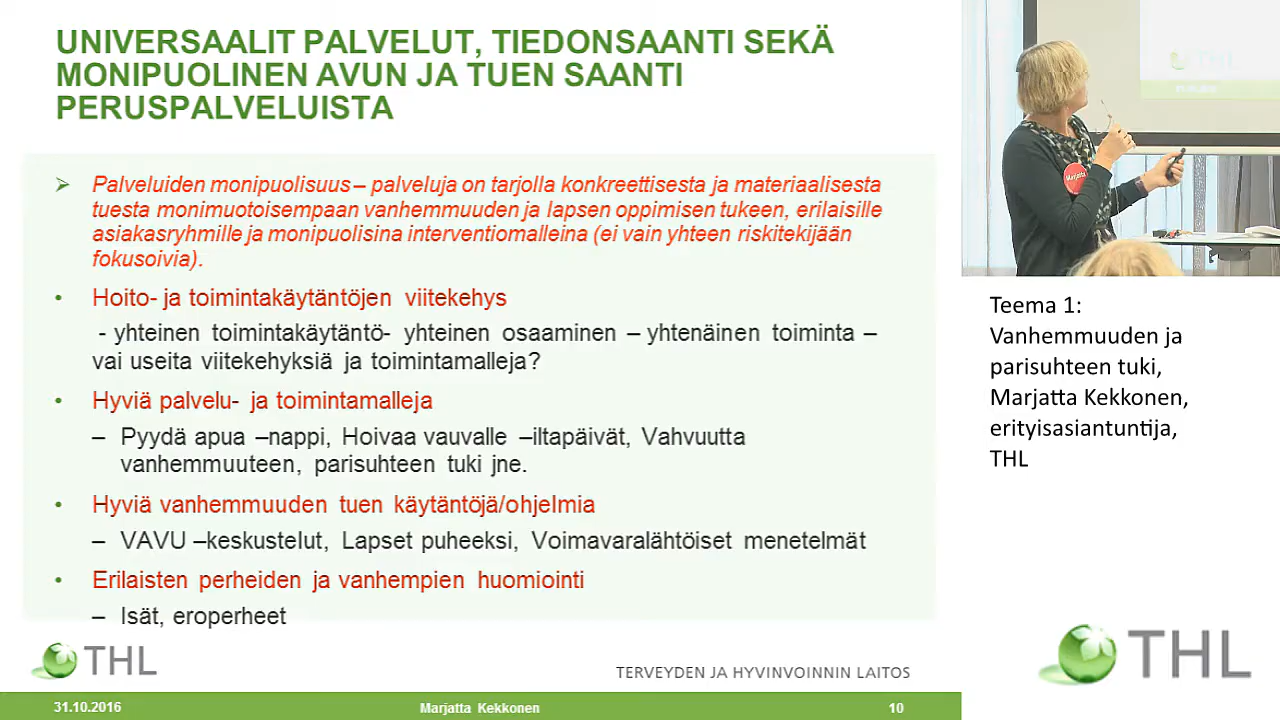 UNIVERSAALIT PALVELUT, TIEDONSAANTI SEKÄ
MONIPUOLINEN AVUN JA TUEN SAANTI
PERUSPALVELUISTA
Palveluiden monipuolisuus – palveluja on tarjolla konkreettisesta ja materiaalisesta
tuesta monimuotoisempaan vanhemmuuden ja lapsen oppimisen tukeen, erilaisille
asiakasryhmille ja monipuolisina interventiomalleina (ei vain yhteen riskitekijään
fokusoivia).
• Hoito- ja toimintakäytäntöjen viitekehys
- yhteinen toimintakäytäntö- yhteinen osaaminen – yhtenäinen toiminta –
vai useita viitekehyksiä ja toimintamalleja?
• Hyviä palvelu- ja toimintamalleja
– Pyydä apua –nappi, Hoivaa vauvalle –iltapäivät, Vahvuutta
vanhemmuuteen, parisuhteen tuki jne.
• Hyviä vanhemmuuden tuen käytäntöjä/ohjelmia
– VAVU –keskustelut, Lapset puheeksi, Voimavaralähtöiset menetelmät
• Erilaisten perheiden ja vanhempien huomiointi
– Isät, eroperheet
THL
TERVEYDEN JA HYVINVOINNIN LAITOS
31.10.2016
Marjatta Kekkonen
10
THL
Marjatta
Teema 1:
Vanhemmuuden ja
parisuhteen tuki,
Marjatta Kekkonen,
erityisasiantuntija,
THL
THL